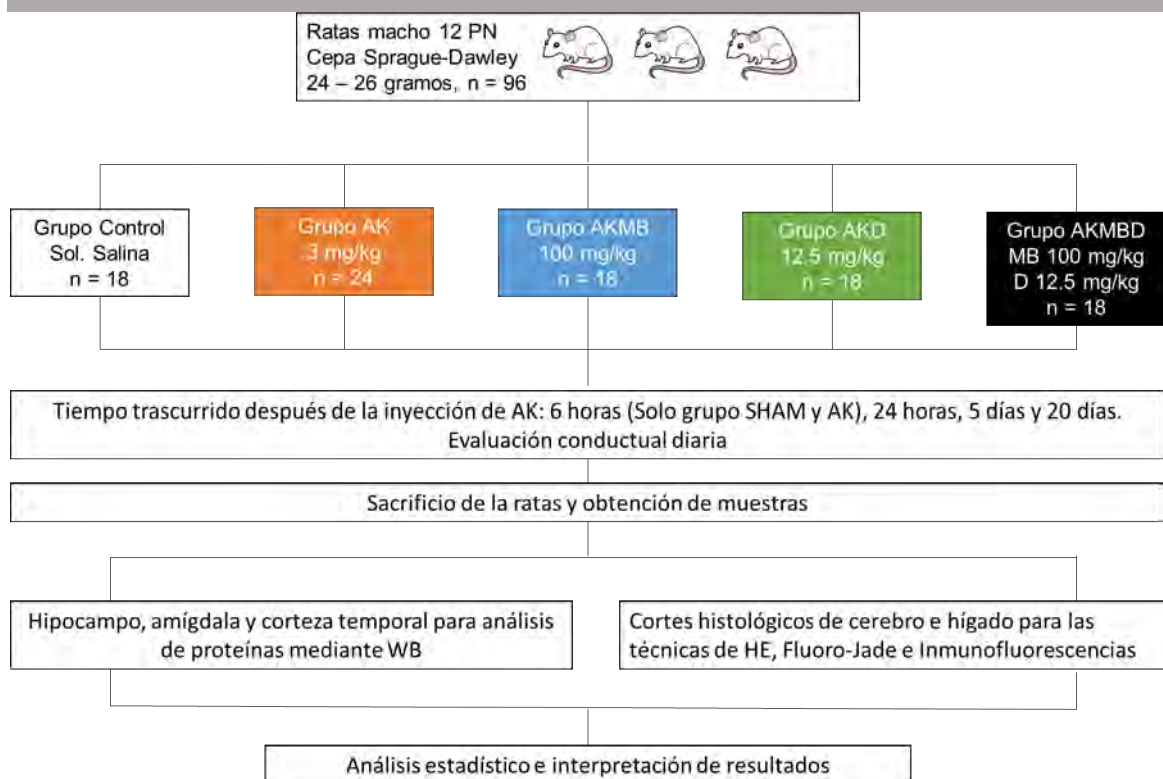 Ratas macho 12 PN
Cepa Sprague-Dawley
24 – 26 gramos, n = 96
Grupo Control
Sol. Salina
n = 18
Grupo AK
.3 mg/kg
n = 24
Grupo AKMB
100 mg/kg
n = 18
Grupo AKD
12.5 mg/kg
n = 18
Grupo AKMBD
MB 100 mg/kg
D 12.5 mg/kg
n = 18
Tiempo trascurrido después de la inyección de AK: 6 horas (Solo grupo SHAM y AK), 24 horas, 5 días y 20 días.
Evaluación conductual diaria
Sacrificio de la ratas y obtención de muestras
Hipocampo, amígdala y corteza temporal para análisis
de proteínas mediante WB
Cortes histológicos de cerebro e hígado para las
técnicas de HE, Fluoro-Jade e Inmunofluorescencias
Análisis estadístico e interpretación de resultados